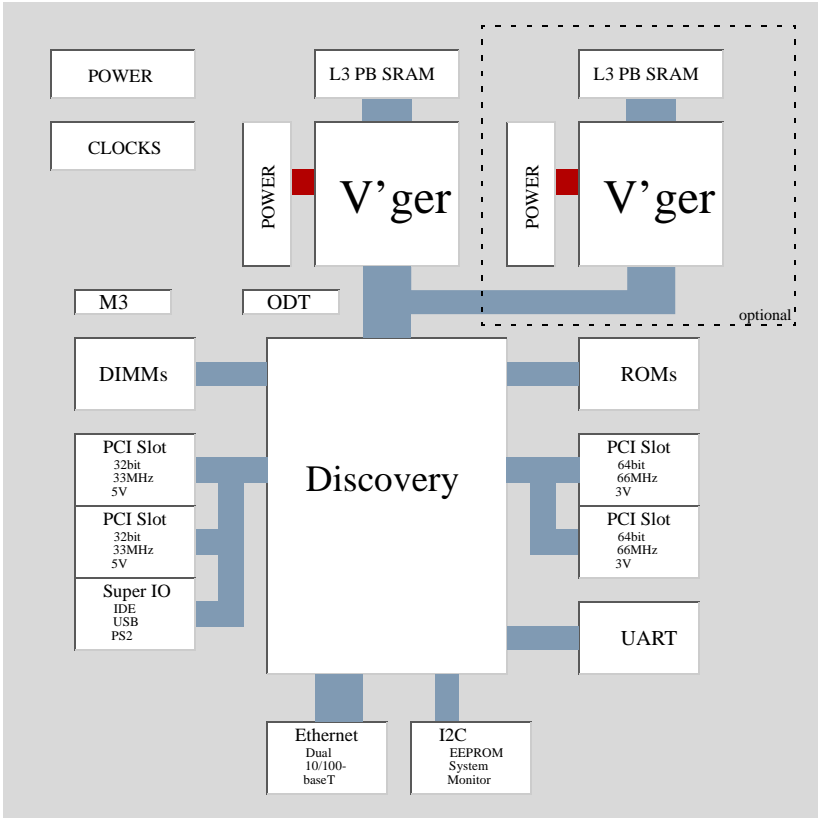 POWER
L3 PB SRAM
L3 PB SRAM
CLOCKS
POWER
V’ger
POWER
V’ger
M3
ODT
optional
DIMMs
ROMs
PCI Slot
32bit
33MHz
5V
PCI Slot
32bit
33MHz
5V
Super IO
IDE
USB
PS2
Discovery
PCI Slot
64bit
66MHz
3V
PCI Slot
64bit
66MHz
3V
UART
Ethernet
Dual
10/100-
baseT
I2C
EEPROM
System
Monitor